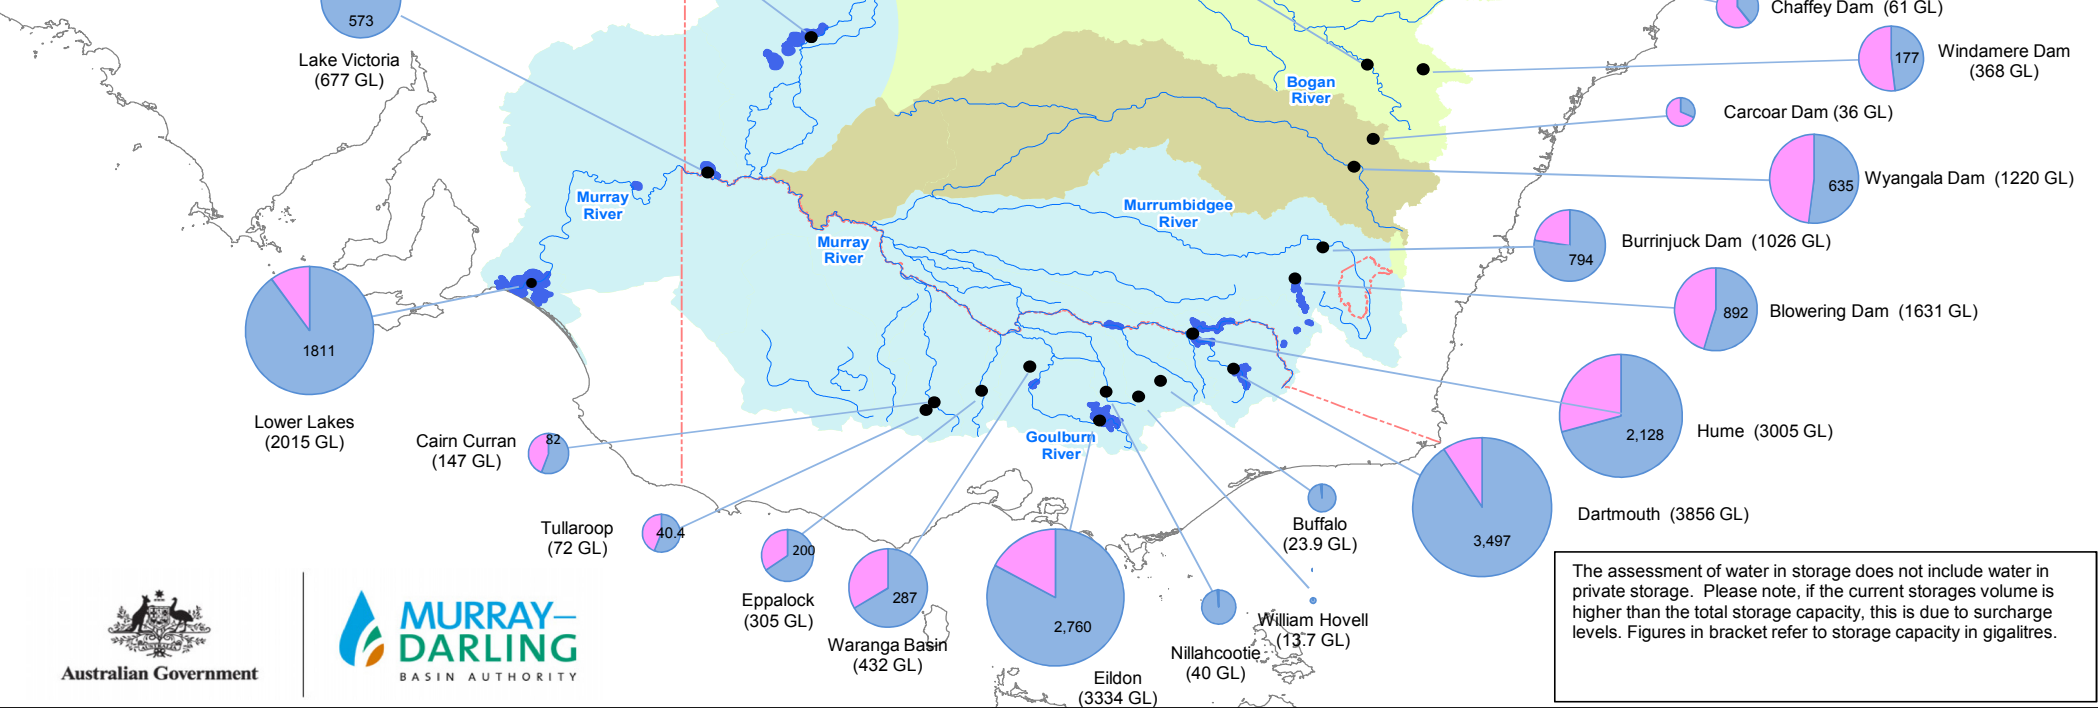 573
Lake Victoria
(677 GL)
Chaffey Dam (61 GL)
177
Windamere Dam
(368 GL)
Bogan
River
Carcoar Dam (36 GL)
635
Wyangala Dam (1220 GL)
Murray
River
Murrumbidgee
River
Murray
River
Burrinjuck Dam (1026 GL)
794
892
Blowering Dam (1631 GL)
1811
Lower Lakes
(2015 GL)
Cairn Curran
(147 GL)
82
Goulburn
River
2,128
Hume (3005 GL)
Tullaroop
(72 GL)
40.4
200
Eppalock
(305 GL)
287
Waranga Basin
(432 GL)
2,760
Eildon
(3334 GL)
Nillahcootie
(40 GL)
William Hovell
(13.7 GL)
Buffalo
(23.9 GL)
3,497
Dartmouth (3856 GL)
The assessment of water in storage does not include water in
private storage. Please note, if the current storages volume is
higher than the total storage capacity, this is due to surcharge
levels. Figures in bracket refer to storage capacity in gigalitres.
Australian Government
MURRAY–
DARLING
BASIN AUTHORITY